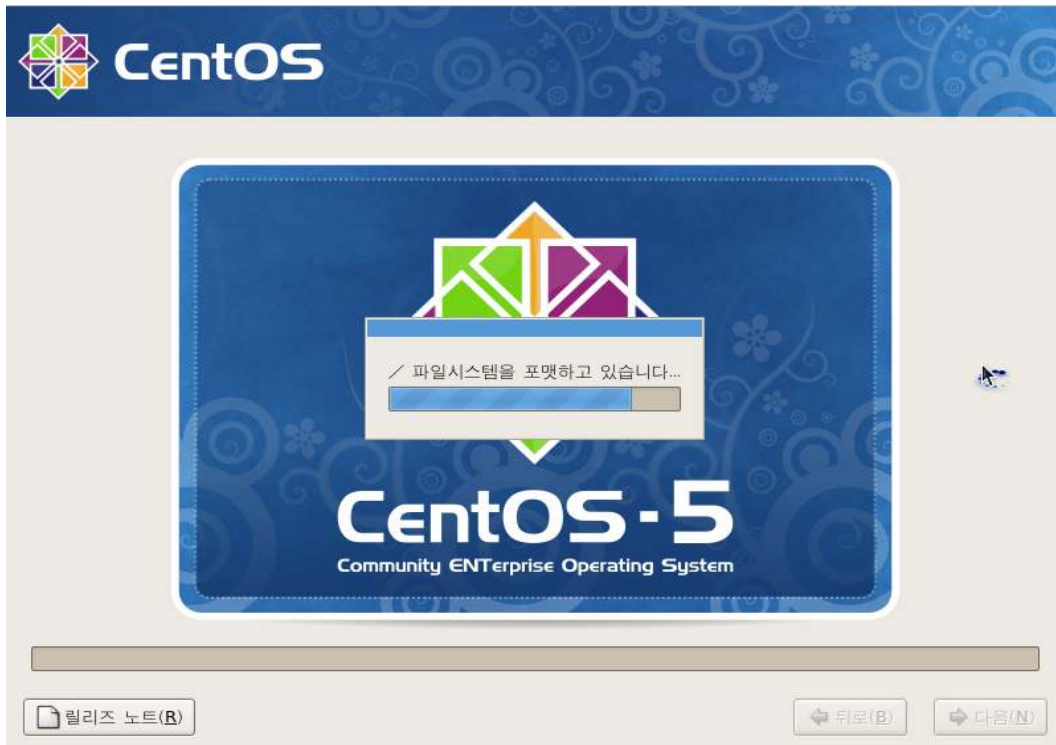 CentOS
/ 파일시스템을 포맷하고 있습니다...
CentOS-5
Community ENTerprise Operating System
릴리즈 노트(R)
뒤로(B)
다음(N)